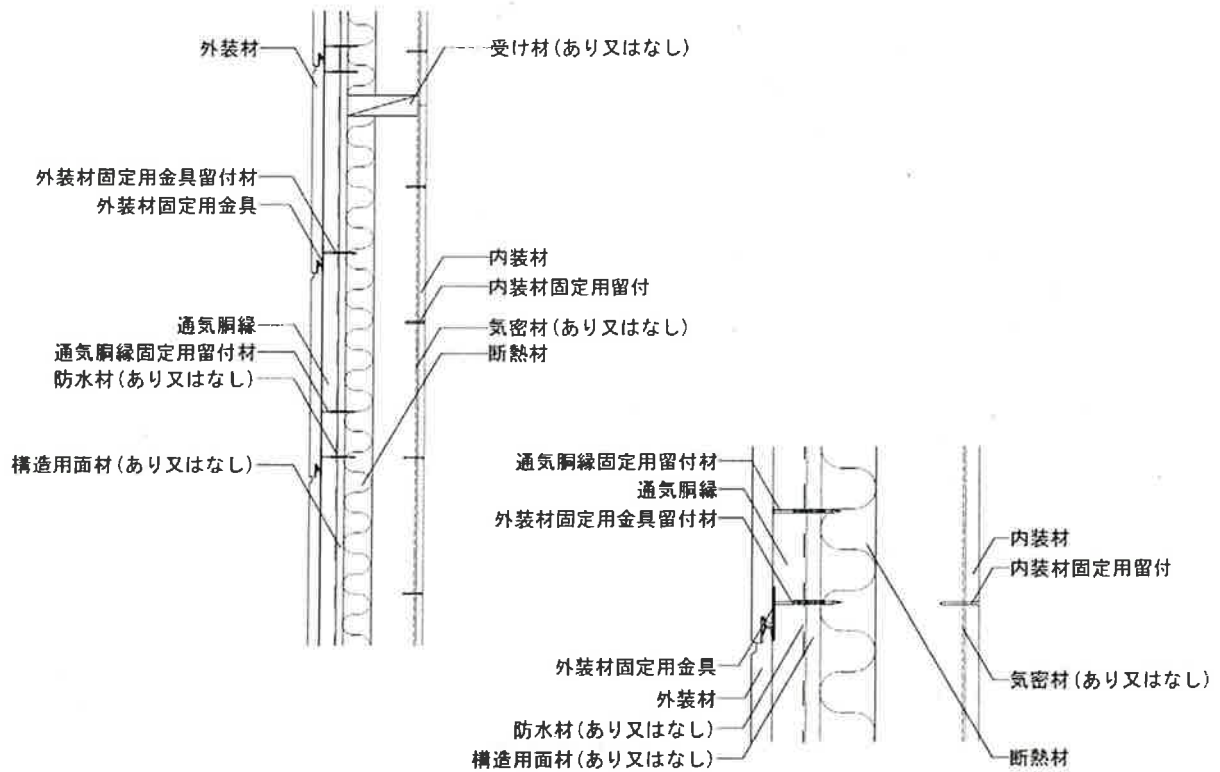 外装材
受け材(あり又はなし)
外装材固定用金具留付材
外装材固定用金具
内装材
内装材固定用留付
通気胴縁
気密材(あり又はなし)
通気胴縁固定用留付材
断熱材
防水材(あり又はなし)
構造用面材(あり又はなし)
通気胴縁固定用留付材
通気胴縁
外装材固定用金具留付材
内装材
内装材固定用留付
外装材固定用金具
気密材(あり又はなし)
外装材
防水材(あり又はなし)
構造用面材(あり又はなし)
断熱材